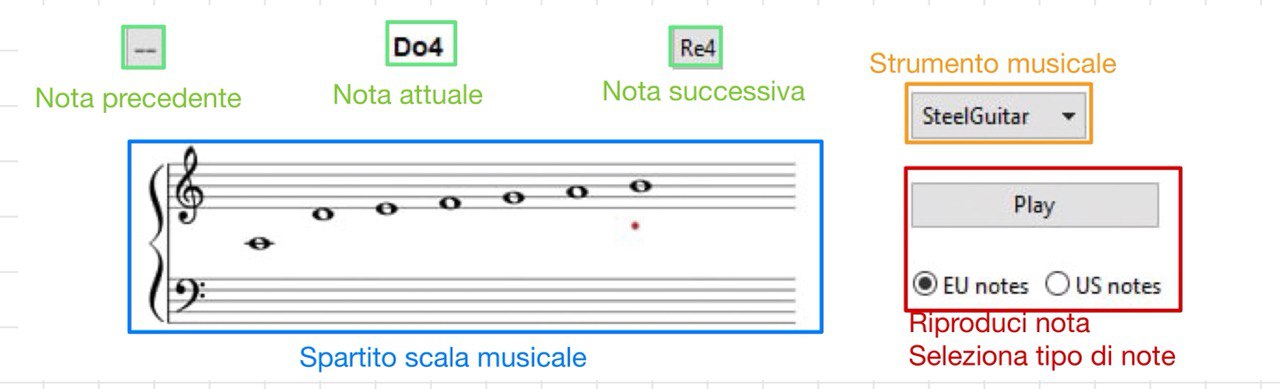 --
Do4
Re4
Nota precedente
Nota attuale
Nota successiva
Strumento musicale
SteelGuitar
Play
EU notes
US notes
Riproduci nota
Seleziona tipo di note
Spartito scala musicale